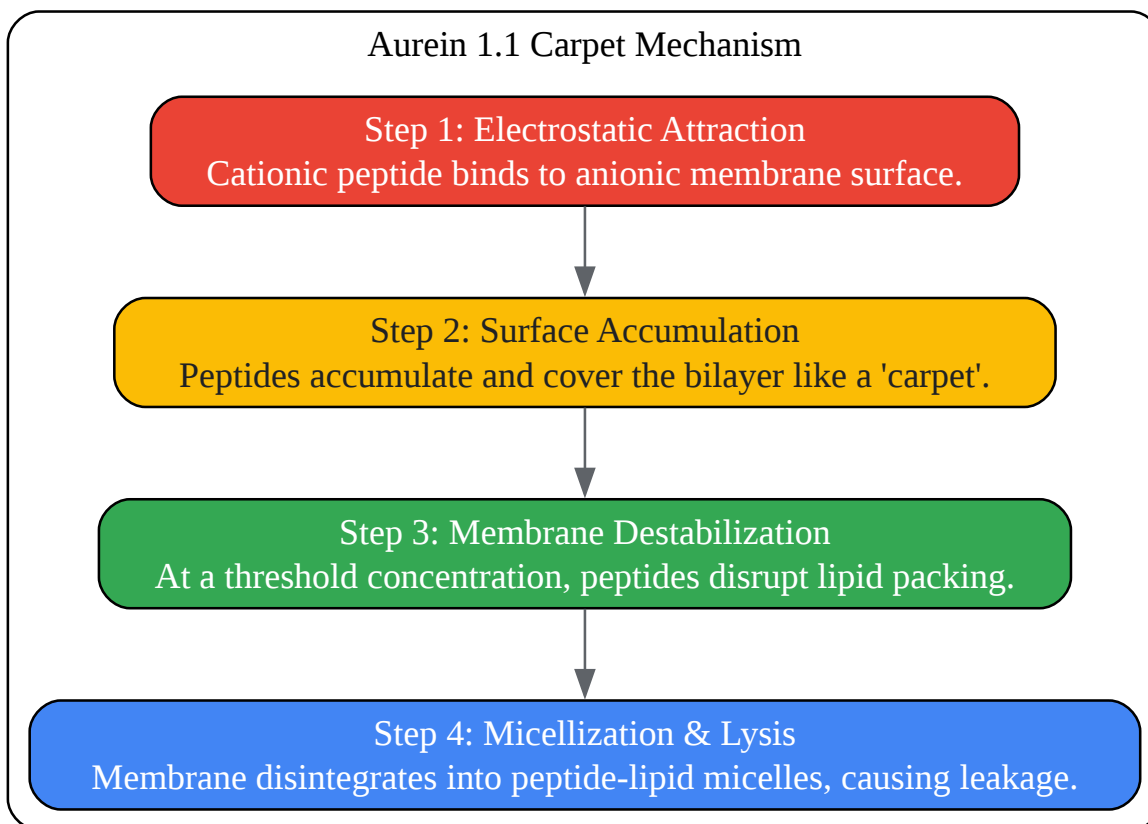 Aurein 1.1 Carpet Mechanism
Step 1: Electrostatic Attraction
Cationic peptide binds to anionic membrane surface.
Step 2: Surface Accumulation
Peptides accumulate and cover the bilayer like a 'carpet'.
Step 3: Membrane Destabilization
At a threshold concentration, peptides disrupt lipid packing.
Step 4: Micellization & Lysis
Membrane disintegrates into peptide-lipid micelles, causing leakage.